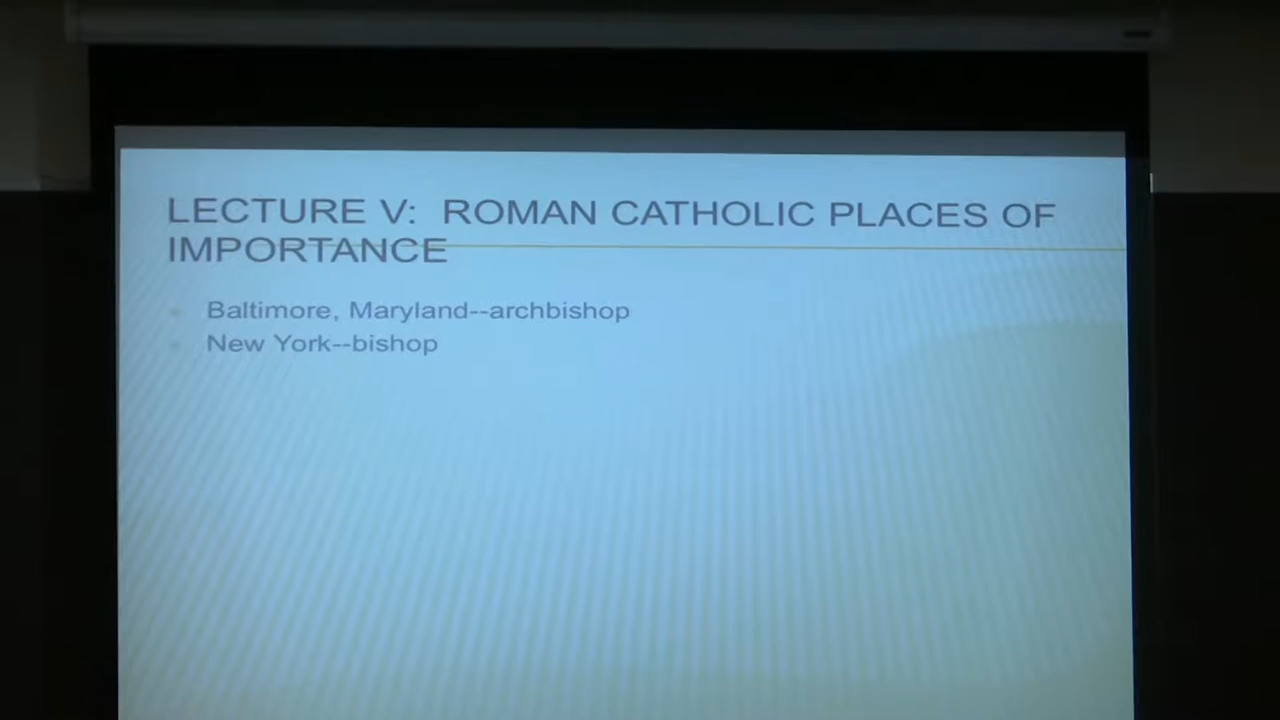 LECTURE V: ROMAN CATHOLIC PLACES OF
IMPORTANCE
Baltimore, Maryland--archbishop
New York--bishop